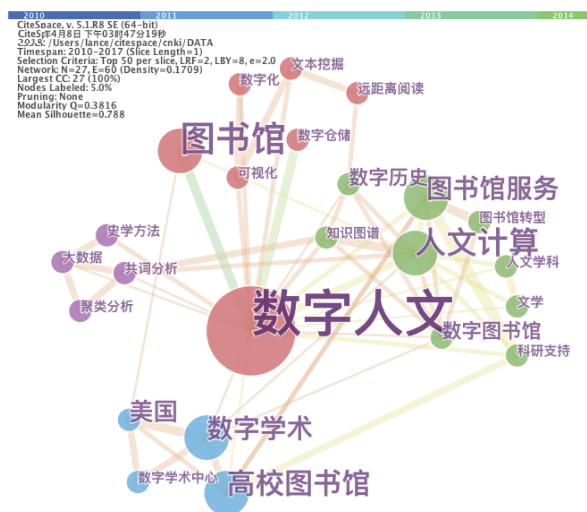 2010 2011 2012 2013 2014
CiteSpace, v. 5.1.R8 SE (64-bit)
年4月8日 下午03时47分19秒
/Users/lance/citespace/cnki/DATA
Timespan: 2010-2017 (Slice Length=1)
Selection Criteria: Top 50 per slice, LRF=2, LBY=8, e=2.0
Network: N=27, E=60 (Density=0.1709)
Largest CC: 27 (100%)
Nodes Labeled: 5.0%
Pruning: None
Modularity Q=0.3816
Mean Silhouette=0.788
文本挖掘
数字化
远距离阅读
数字仓储
图书馆
可视化
数字历史
图书馆服务
图书馆转型
史学方法
知识图谱
人文计算
大数据
共词分析
人文学科
聚类分析
数字人文
文学
数字图书馆
科研支持
美国
数字学术
数字学术中心
高校图书馆